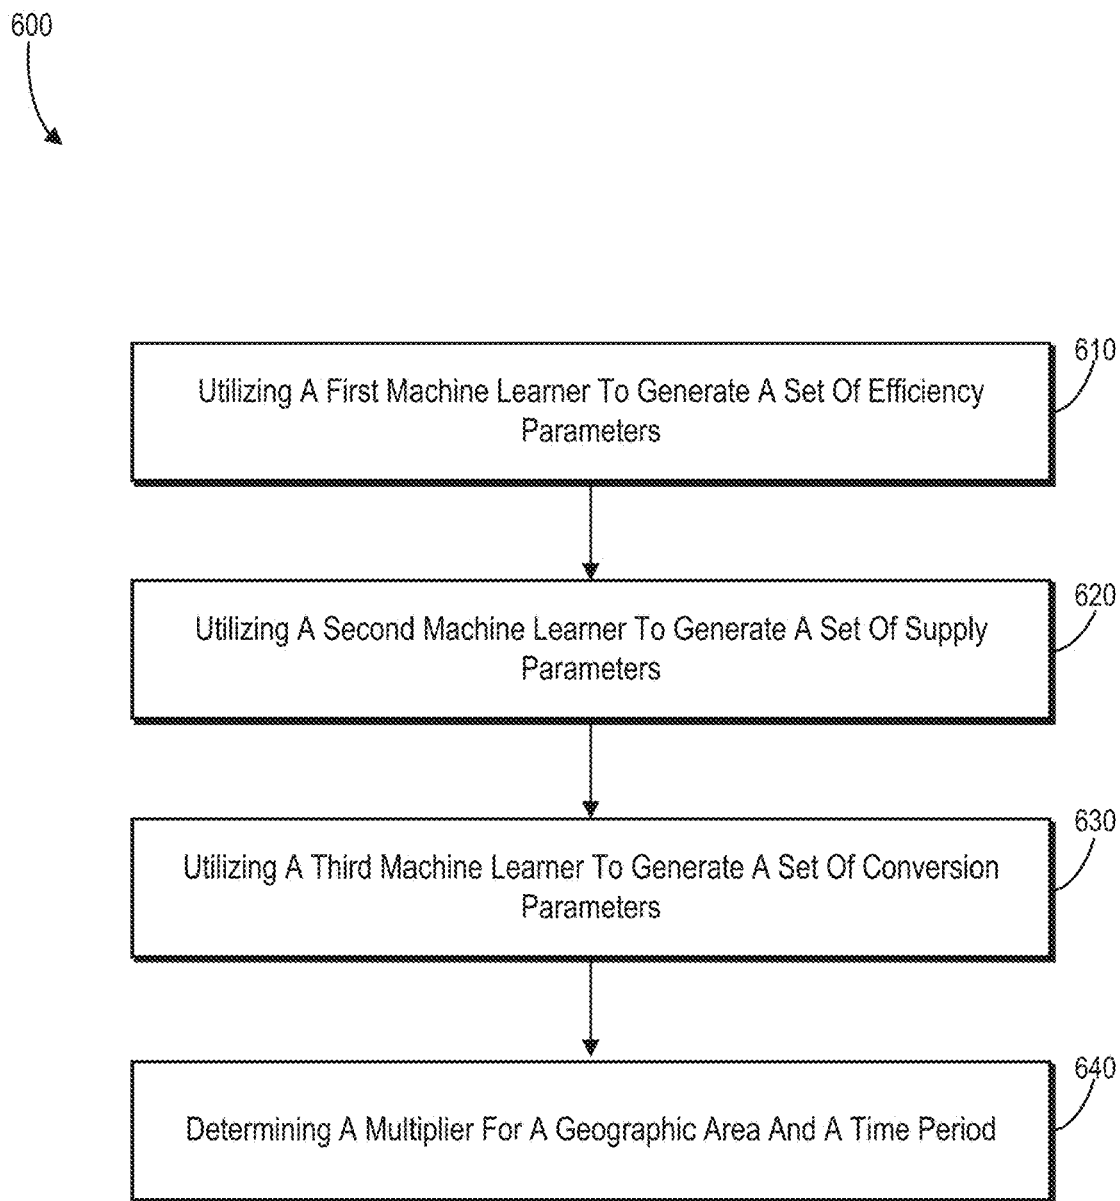 600
610
Utilizing A First Machine Learner To Generate A Set Of Efficiency
Parameters
620
Utilizing A Second Machine Learner To Generate A Set Of Supply
Parameters
630
Utilizing A Third Machine Learner To Generate A Set Of Conversion
Parameters
640
Determining A Multiplier For A Geographic Area And A Time Period